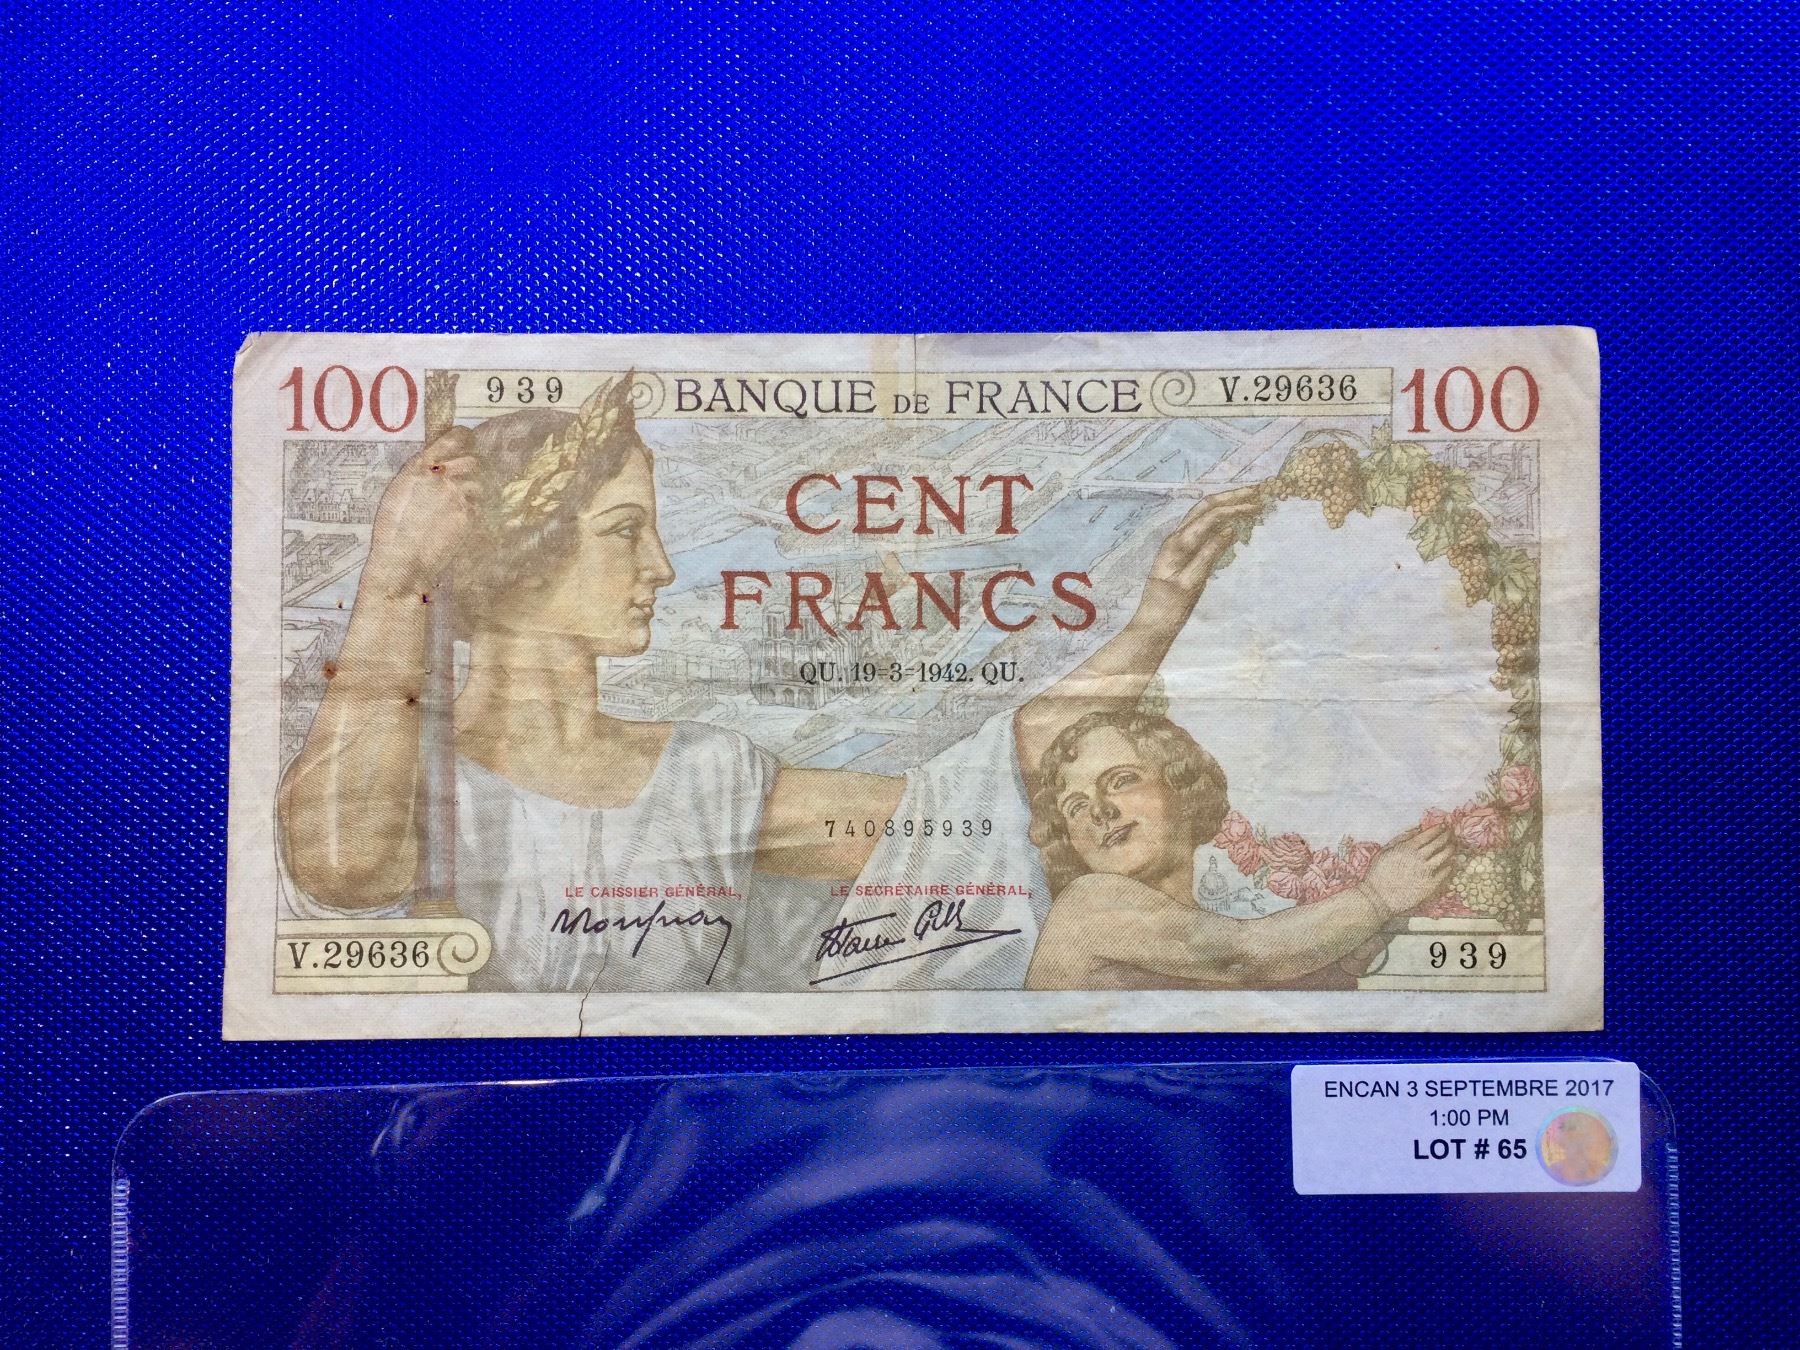 100 939 BANQUE DE FRANCE V.29636 100
CENT
FRANCS
QU. 19-3-1942. QU.
740895939
LE CAISSIER GÉNÉRAL, LE SECRÉTAIRE GÉNÉRAL,
V.29636 939
ENCAN 3 SEPTEMBRE 2017
1:00 PM
LOT # 65